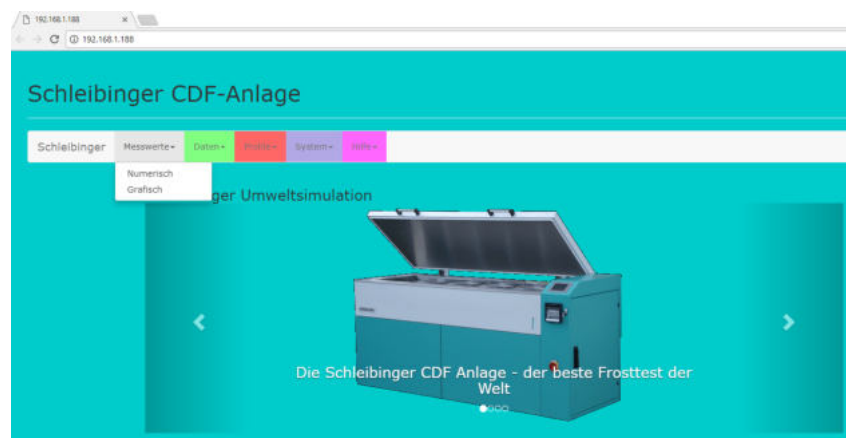 192.168.1.188
192.168.1.188
Schleibinger CDF-Anlage
Schleibinger Messwerte Daten Profile System Hilfe
Numerisch
Grafisch
ger Umweltsimulation
Die Schleibinger CDF Anlage - der beste Frosttest der
Welt